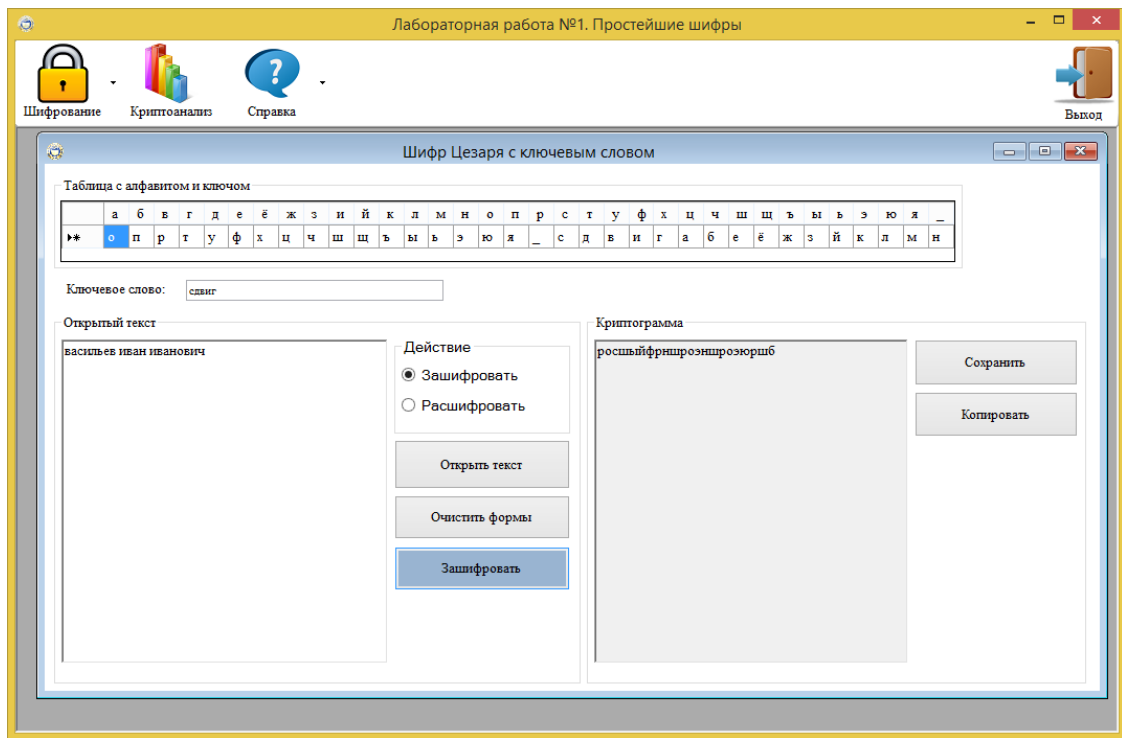 Лабораторная работа №1. Простейшие шифры
Шифрование Криптоанализ Справка Выход
Шифр Цезаря с ключевым словом
Таблица с алфавитом и ключом
а б в г д е ё ж з и й к л м н о п р с т у ф х ц ч ш щ ъ ы ь э ю я _
о п р т у ф х ц ч ш щ ъ ы ь э ю я _ с д в и г а б е ё ж з й к л м н
Ключевое слово: сдвиг
Открытый текст
васильев иван иванович
Действие
Зашифровать
Расшифровать
Открыть текст
Очистить формы
Зашифровать
Криптограмма
росшыйфрншроэншроэюршб
Сохранить
Копировать